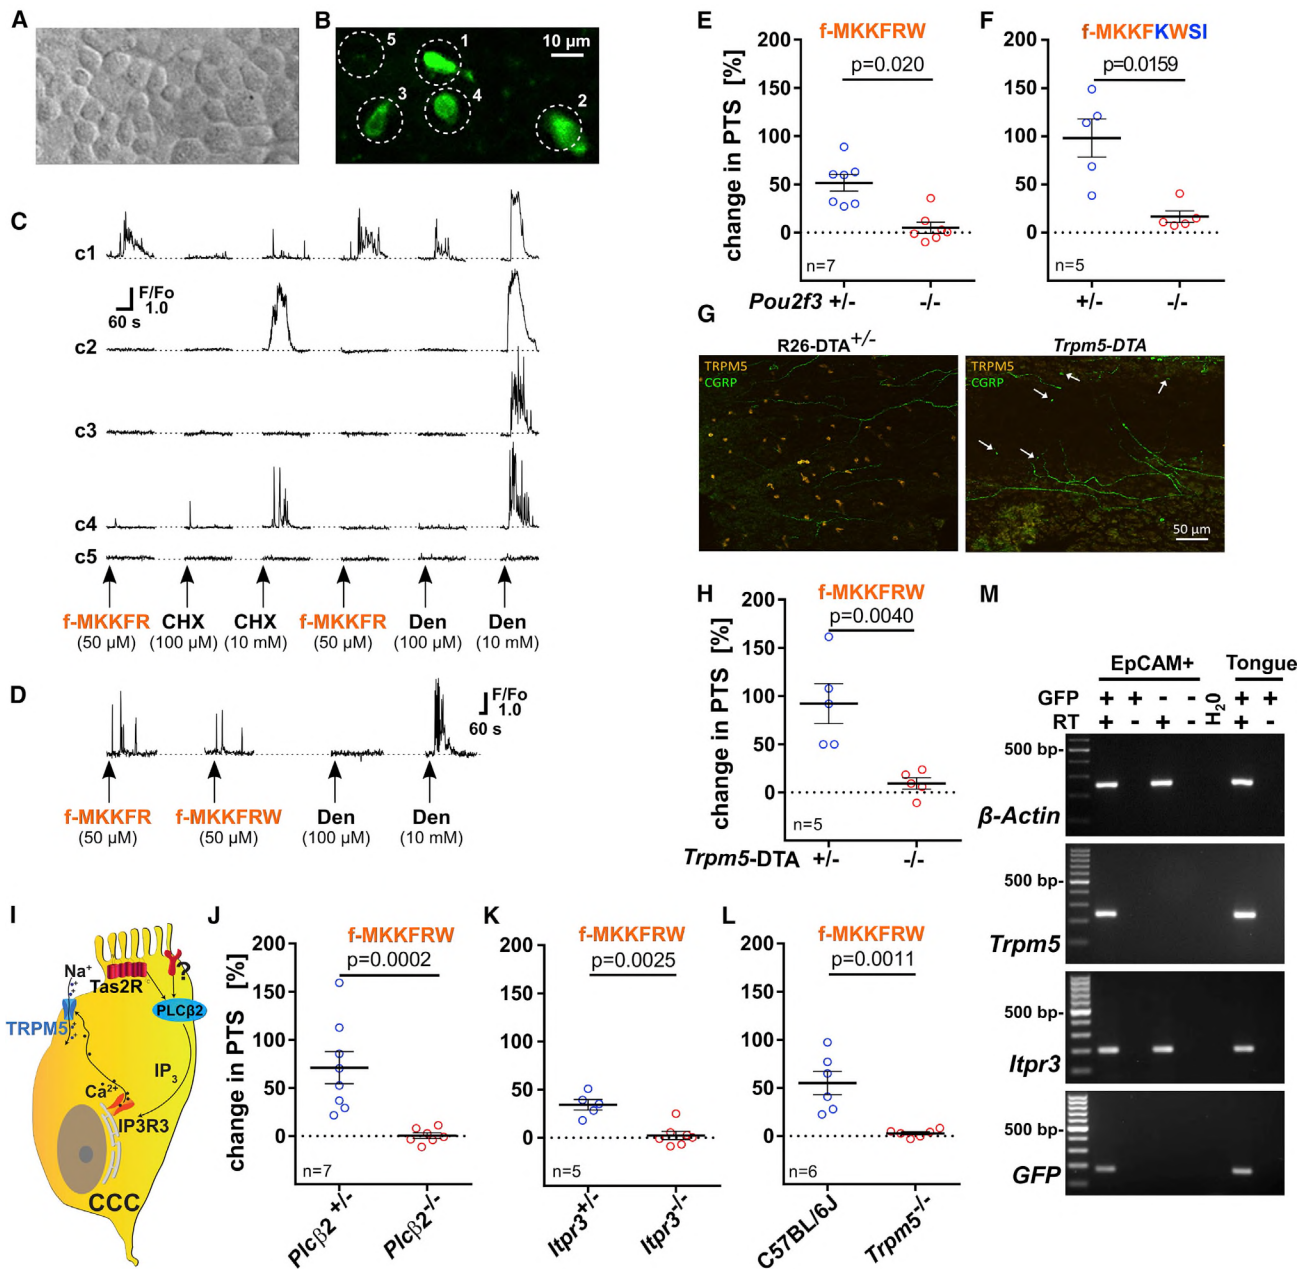 A
B
5
1
10 µm
3
4
2
C
c1
F/Fo
1.0
60 s
c2
c3
c4
c5
f-MKKFR CHX CHX f-MKKFR Den Den
(50 µM) (100 µM) (10 mM) (50 µM) (100 µM) (10 mM)
D
F/Fo
1.0
60 s
f-MKKFR f-MKKFRW Den Den
(50 µM) (50 µM) (100 µM) (10 mM)
E
f-MKKFRW
p=0.020
change in PTS [%]
200
150
100
50
0
n=7
Pou2f3 +/- -/-
F
f-MKKFKWSI
p=0.0159
200
150
100
50
0
n=5
+/- -/-
G
R26-DTA+/- Trpm5-DTA
TRPM5
CGRP
TRPM5
CGRP
50 µm
H
f-MKKFRW
p=0.0040
change in PTS [%]
200
150
100
50
0
n=5
Trpm5-DTA +/- -/-
I
Na+
Tas2R
?
PLCβ2
TRPM5
IP3
Ca2+
IP3R3
CCC
J
f-MKKFRW
p=0.0002
change in PTS [%]
200
150
100
50
0
n=7
Plcβ2+/- Plcβ2-/-
K
f-MKKFRW
p=0.0025
200
150
100
50
0
n=5
Itpr3+/- Itpr3-/-
L
f-MKKFRW
p=0.0011
200
150
100
50
0
n=6
C57BL/6J Trpm5-/-
M
EpCAM+ Tongue
GFP + + - - H20 + +
RT + - + - + -
500 bp-
β-Actin
500 bp-
Trpm5
500 bp-
Itpr3
500 bp-
GFP